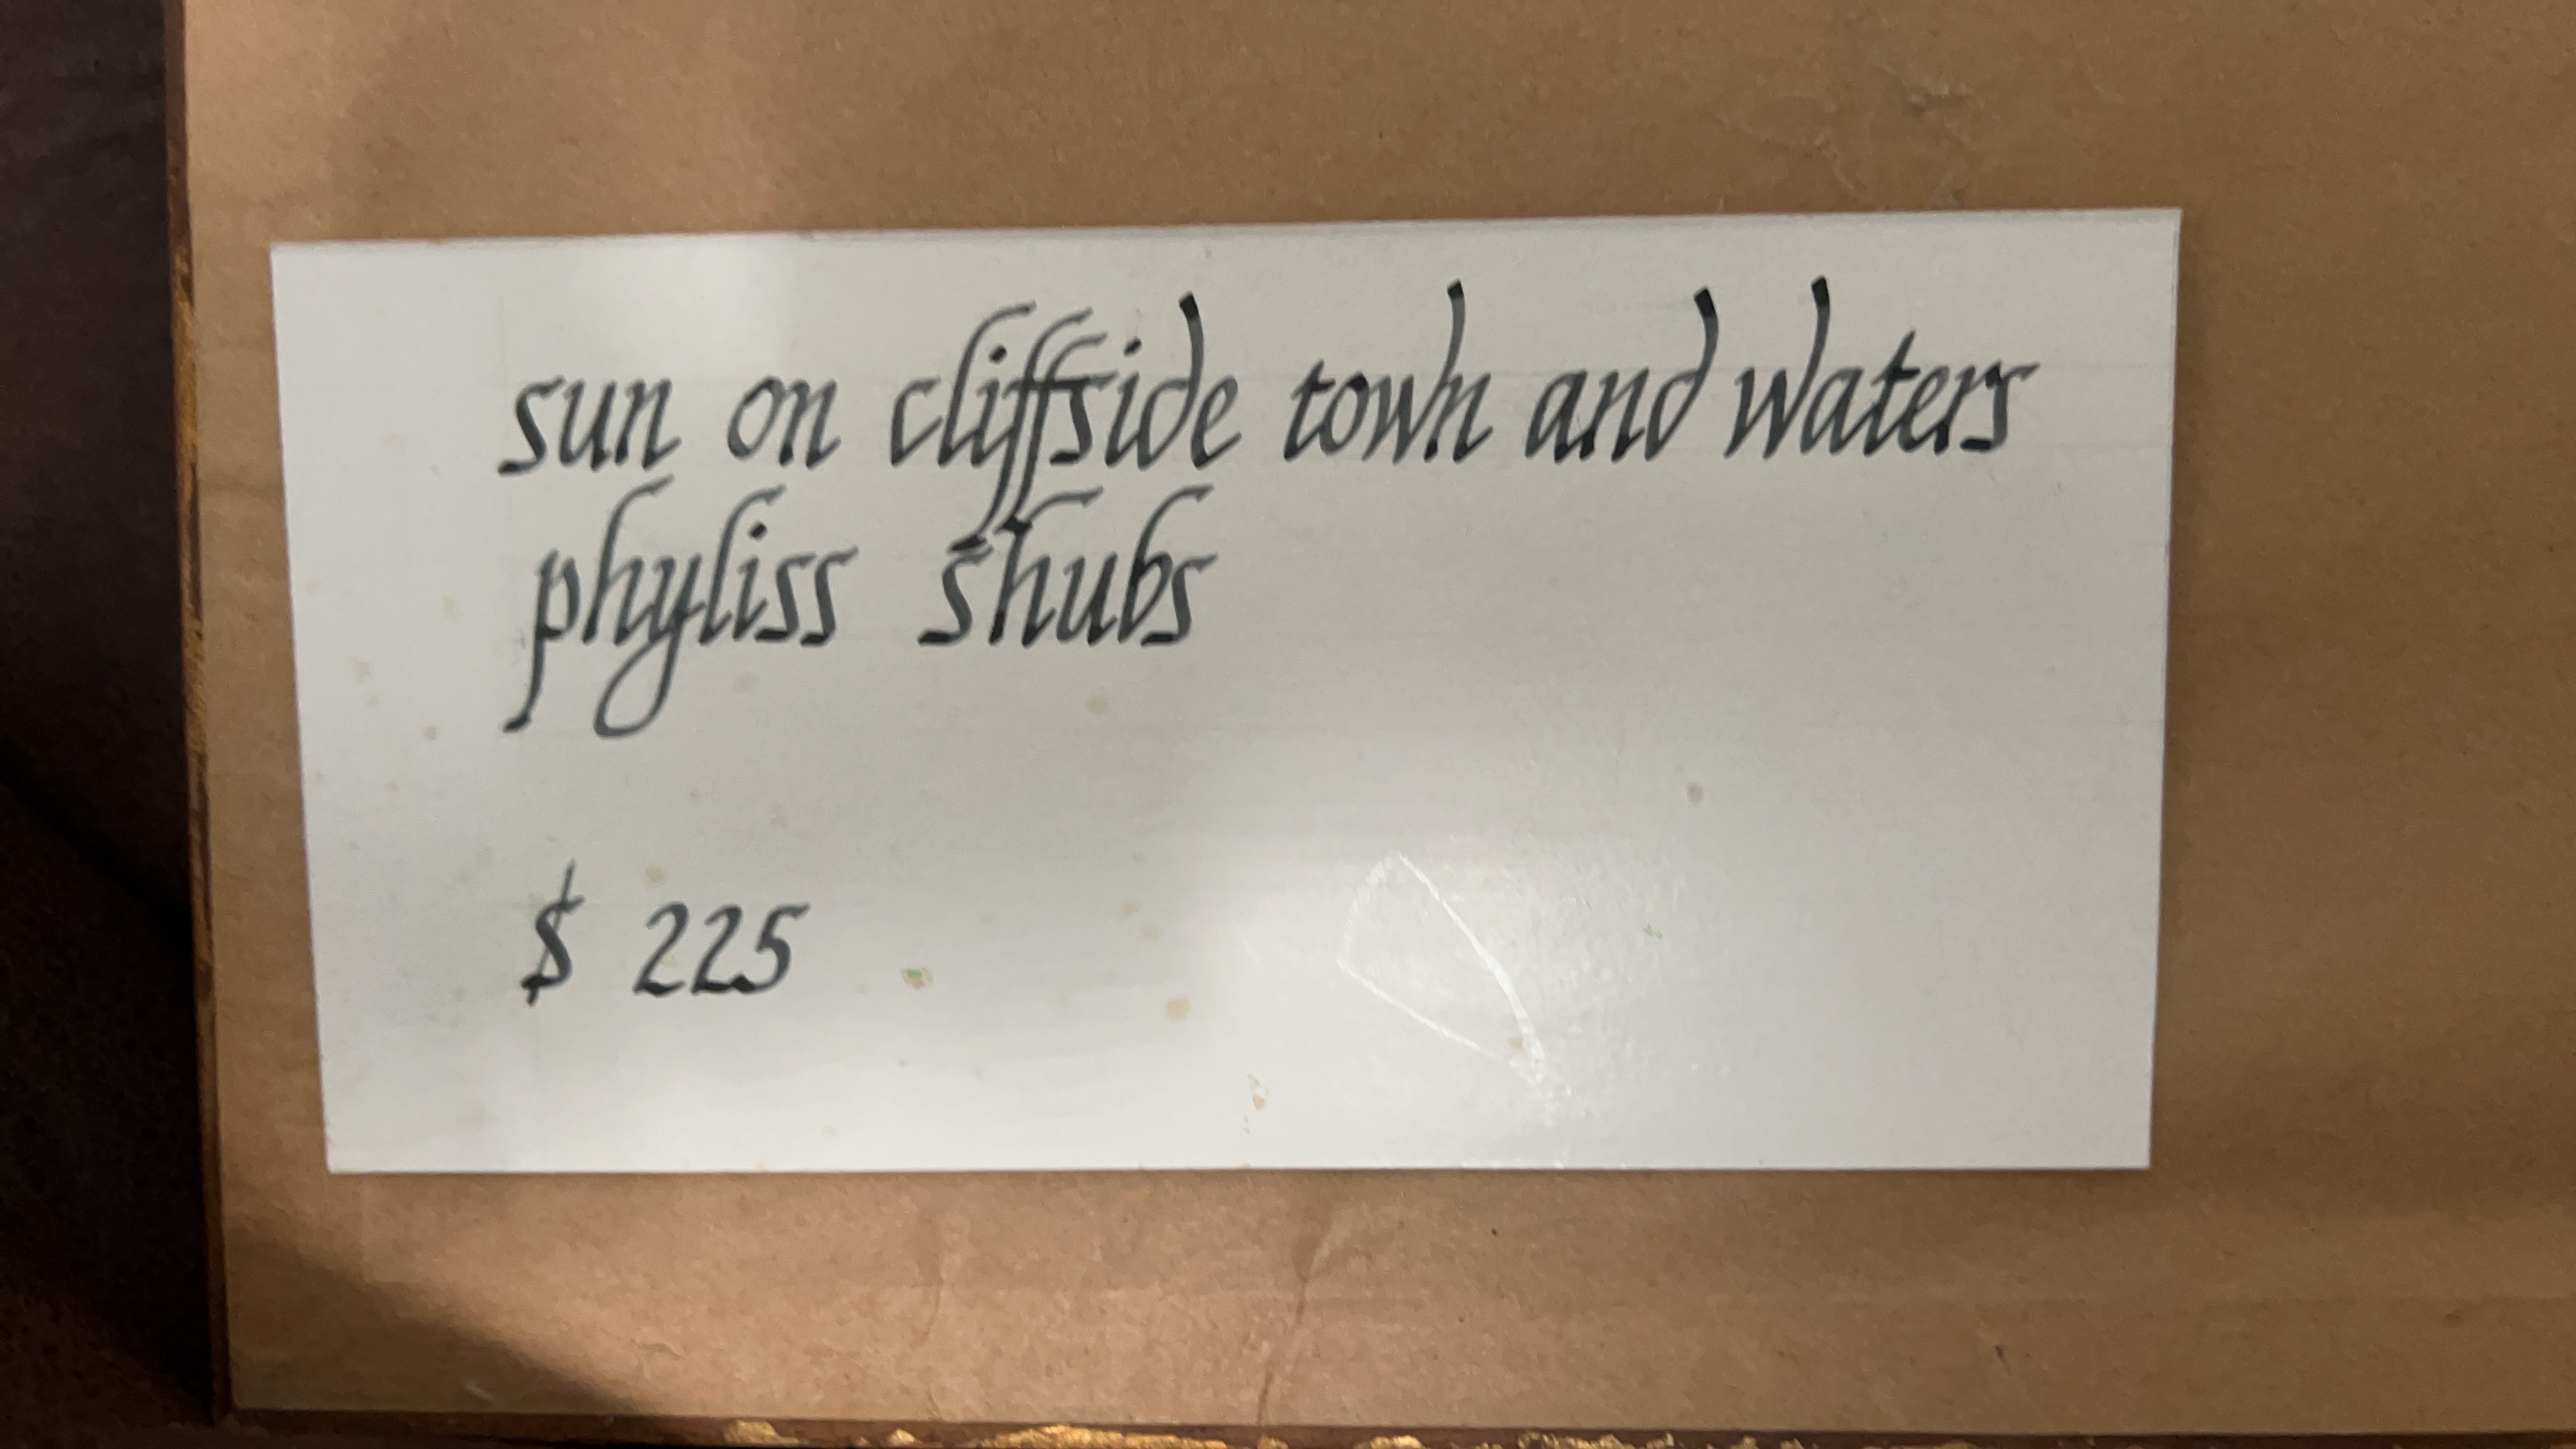 sun on cliffside town and waters
phyliss shubs
$ 225